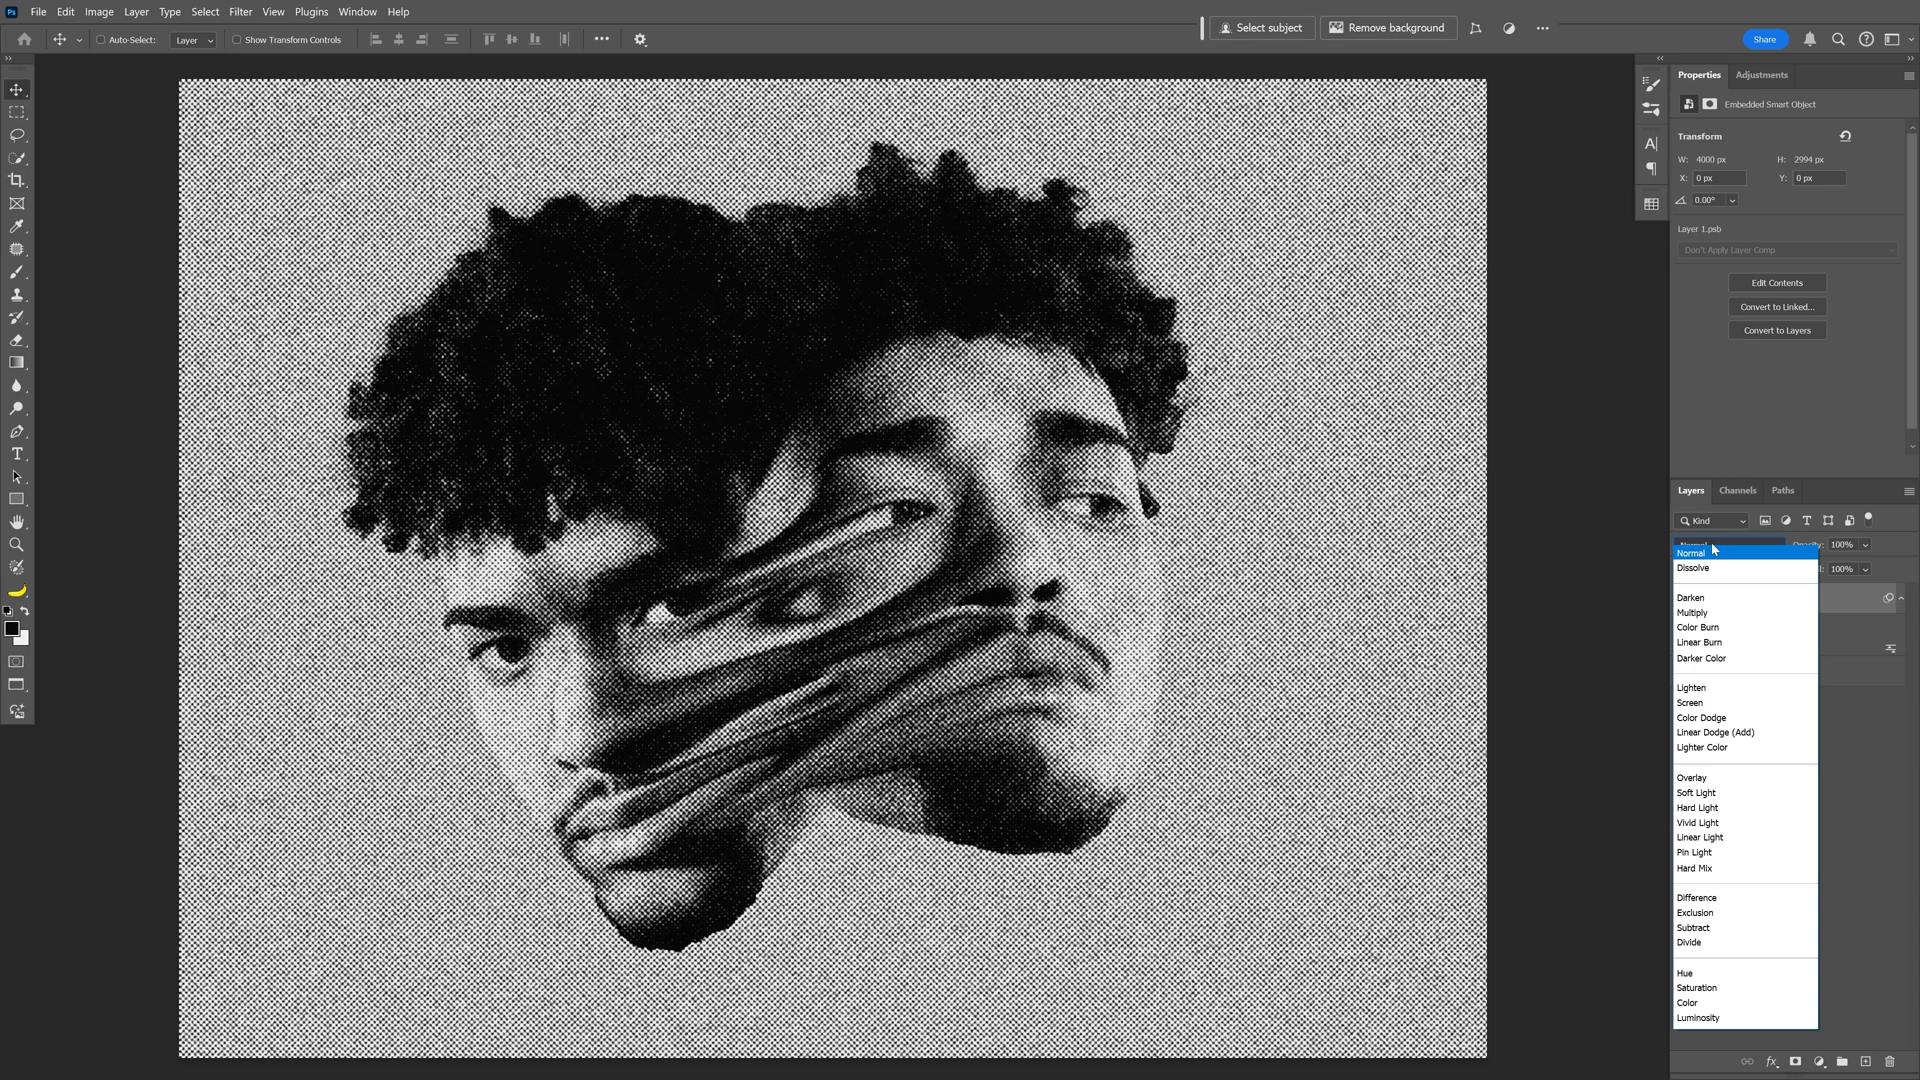 Ps File Edit Image Layer Type Select Filter View Plugins Window Help
Select subject Remove background
Auto-Select: Layer Show Transform Controls Share
Properties Adjustments
Embedded Smart Object
Transform
W: 4000 px H: 2994 px
X: 0 px Y: 0 px
0.00°
Layer 1.psb
Don't Apply Layer Comp
Edit Contents
Convert to Linked...
Convert to Layers
Layers Channels Paths
Kind
Opacity: 100%
100%
Normal
Dissolve
Darken
Multiply
Color Burn
Linear Burn
Darker Color
Lighten
Screen
Color Dodge
Linear Dodge (Add)
Lighter Color
Overlay
Soft Light
Hard Light
Vivid Light
Linear Light
Pin Light
Hard Mix
Difference
Exclusion
Subtract
Divide
Hue
Saturation
Color
Luminosity
fx